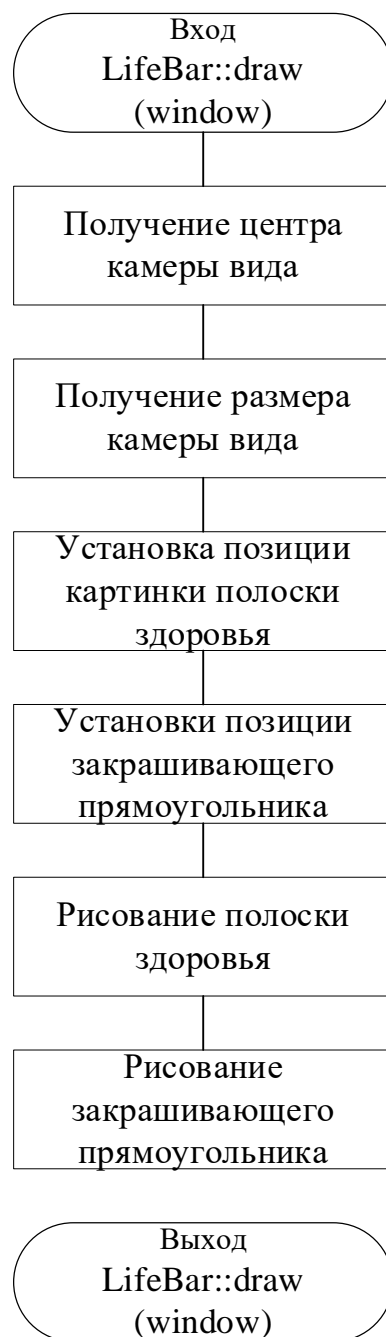 Вход
LifeBar::draw
(window)
Получение центра
камеры вида
Получение размера
камеры вида
Установка позиции
картинки полоски
здоровья
Установки позиции
закрашивающего
прямоугольника
Рисование полоски
здоровья
Рисование
закрашивающего
прямоугольника
Выход
LifeBar::draw
(window)